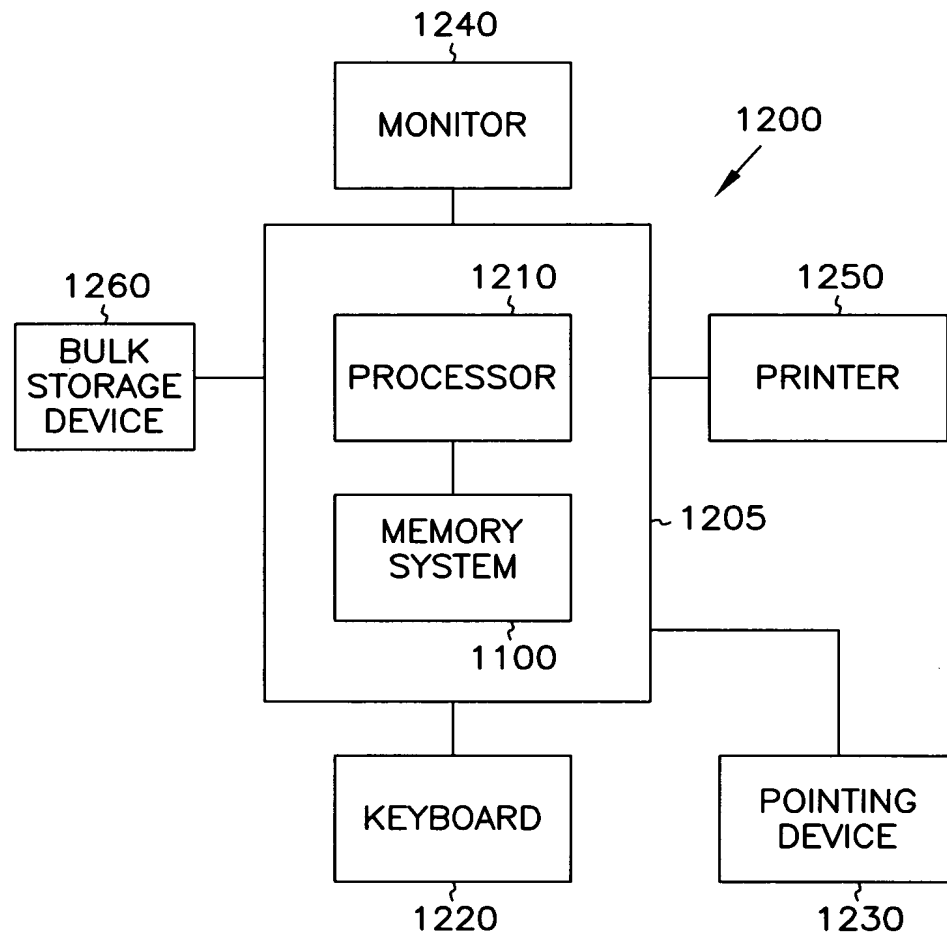 1240
MONITOR
1200
1260
BULK
STORAGE
DEVICE
1210
PROCESSOR
1250
PRINTER
MEMORY
SYSTEM
1205
1100
KEYBOARD
1220
POINTING
DEVICE
1230